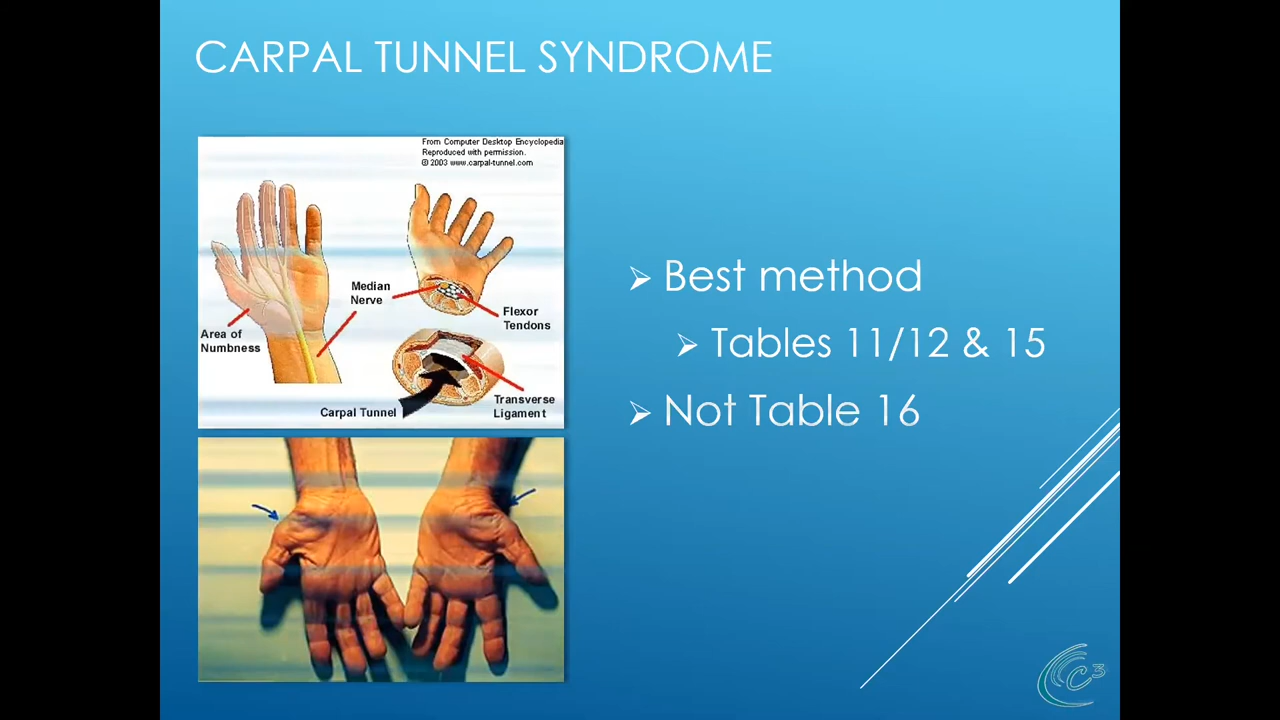 CARPAL TUNNEL SYNDROME
From Computer Desktop Encyclopedia
Reproduced with permission.
© 2003 www.carpal-tunnel.com
Median
Nerve
Area of
Numbness
Flexor
Tendons
Carpal Tunnel
Transverse
Ligament
Best method
Tables 11/12 & 15
Not Table 16
C3